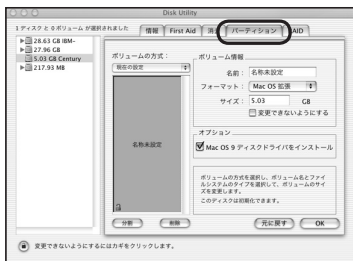 Disk Utility
1 ディスク と 0 ボリューム が選択されました
情報
First Aid
消去
パーティション
RAID
28.63 GB IBM-
27.96 GB
5.03 GB Century
217.93 MB
ボリュームの方式：
現在の設定
名称未設定
分割
削除
ボリューム情報
名前： 名称未設定
フォーマット： Mac OS 拡張
サイズ： 5.03 GB
変更できないようにする
オプション
Mac OS 9 ディスクドライバをインストール
ボリュームの方式を選択し、ボリューム名とファイ
ルシステムのタイプを選択して、ボリュームのサイ
ズを変更します。
このディスクは初期化できます。
元に戻す
OK
変更できないようにするにはカギをクリックします。